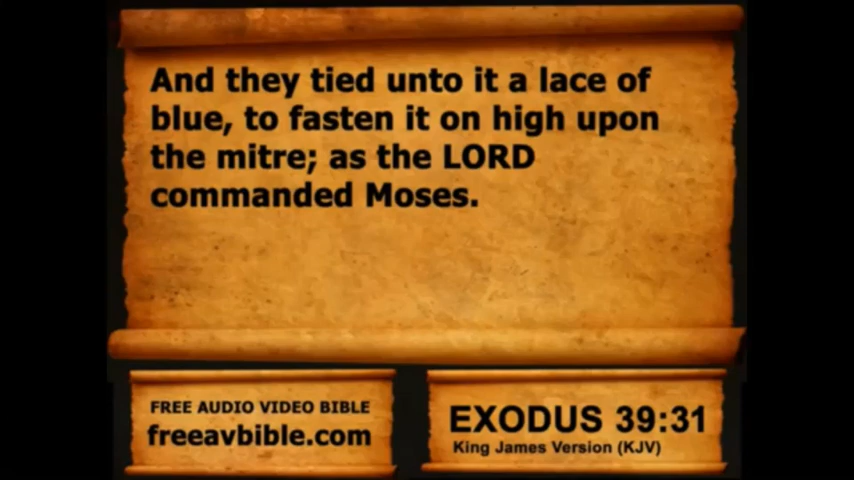 And they tied unto it a lace of
blue, to fasten it on high upon
the mitre; as the LORD
commanded Moses.
FREE AUDIO VIDEO BIBLE
freeavbible.com
EXODUS 39:31
King James Version (KJV)